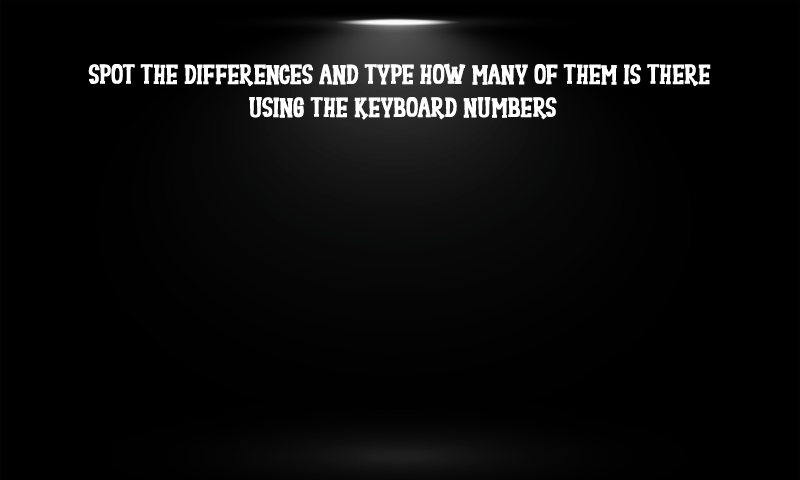 SPOT THE DIFFERENCES AND TYPE HOW MANY OF THEM IS THERE
USING THE KEYBOARD NUMBERS